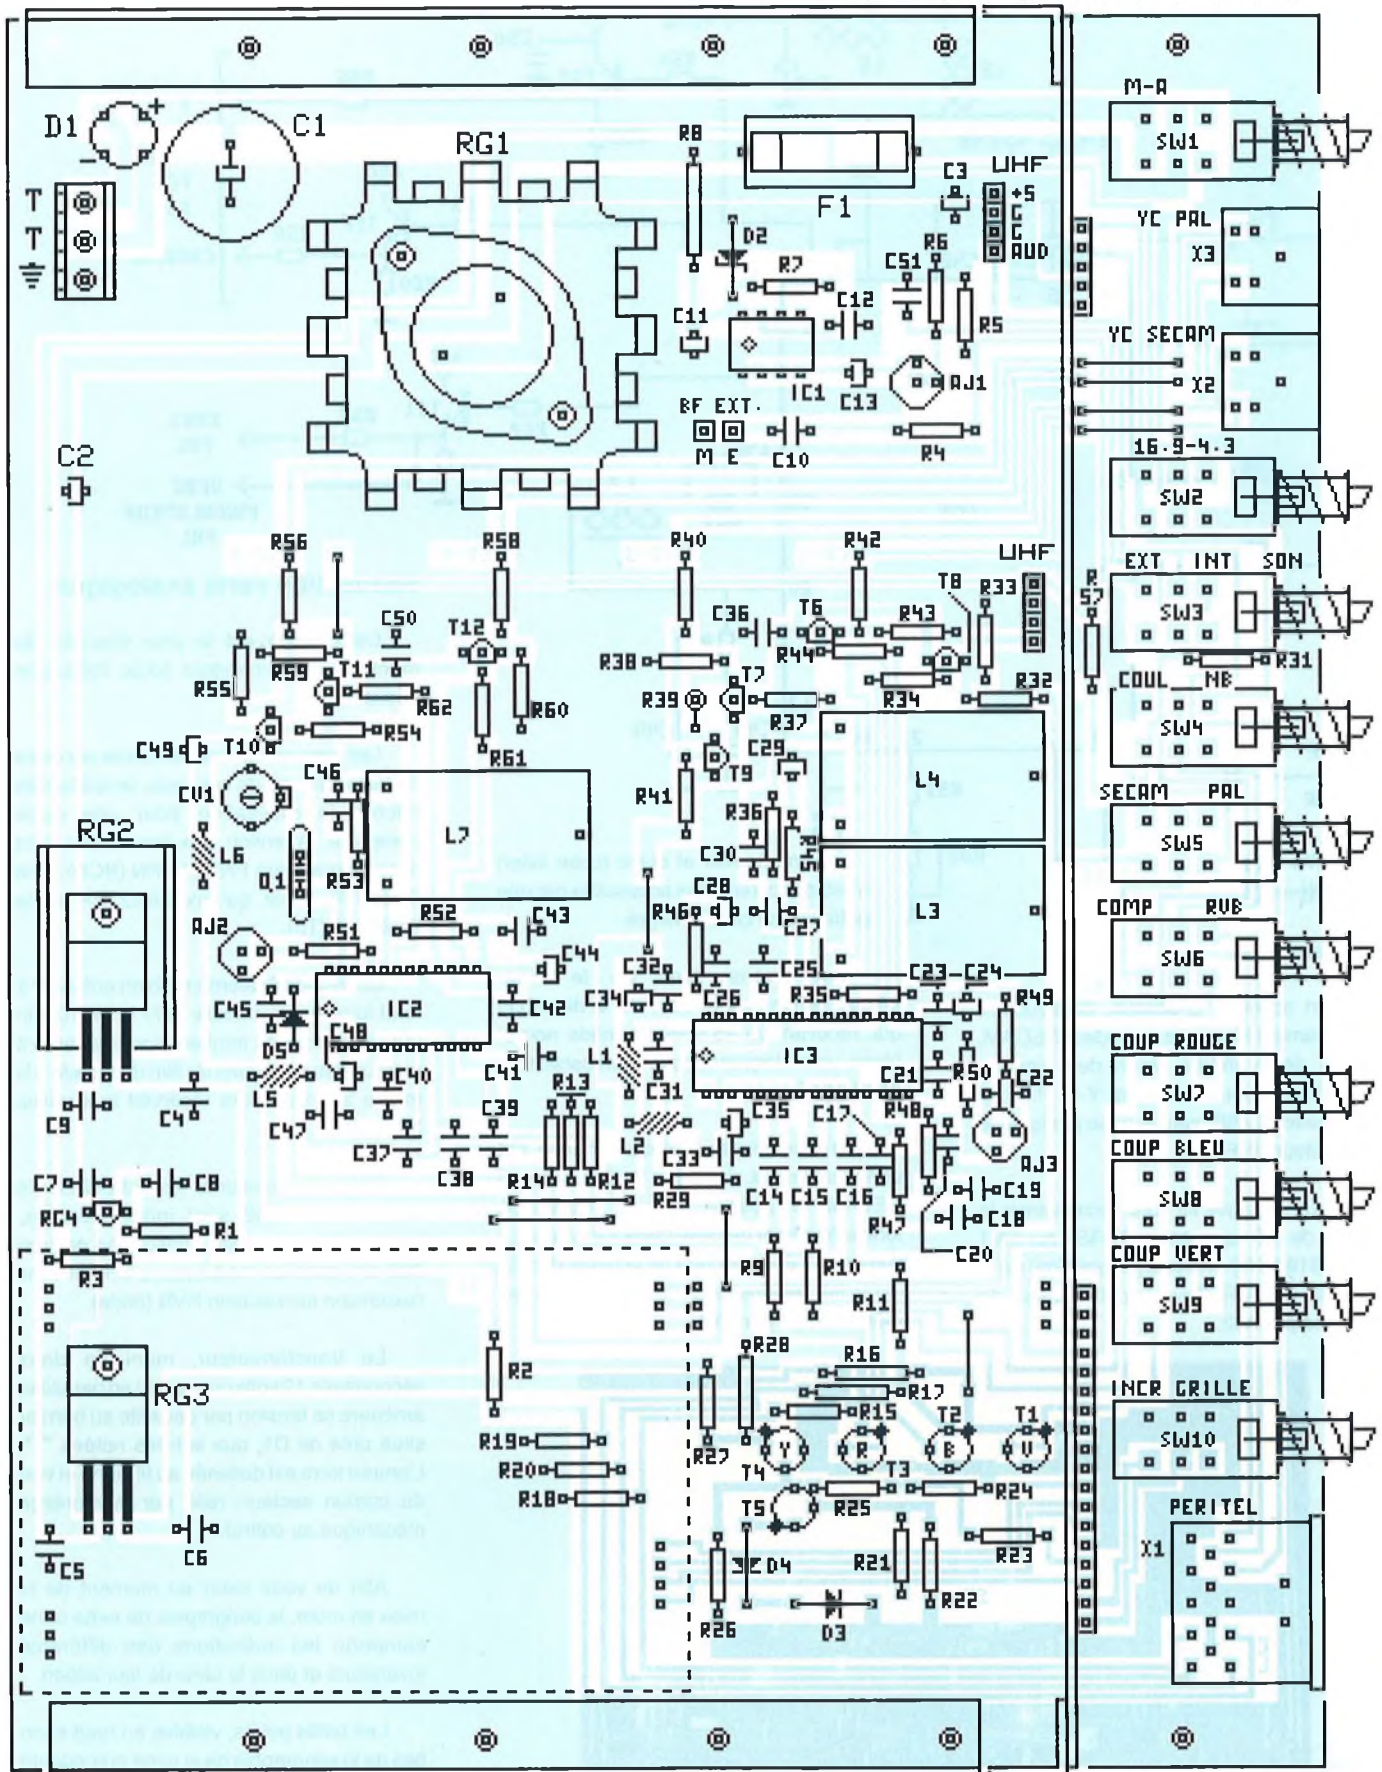 M-A
D1
+
C1
RG1
R8
F1
C3
UHF
+5
G
G
AUD
SW1
-
T
T
D2
R7
C51
R6
R5
C12
C11
IC1
C13
AJ1
YC PAL
X3
YC SECAM
X2
BF EXT.
M E
C10
R4
C2
16.9-4.3
SW2
R56
R58
R40
R42
UHF
EXT INT SON
C50
T12
C36
T6
R43
T8
R33
R57
SW3
R55
R59
T11
R62
R38
R44
R31
R39
T7
R34
R32
COUL NB
R54
R60
R37
C49
T10
R61
C29
SW4
CV1
C46
T9
L4
R41
R36
SECAM PAL
RG2
L6
Q1
R53
L7
C30
R45
SW5
AJ2
R52
C43
R46
C28
C27
L3
COMP RVB
R51
C44
SW6
C32
C25
C23
C24
C45
IC2
C42
C34
C26
R35
R49
D5
C48
L1
IC3
COUP ROUGE
L5
C40
C41
C31
C21
R50
C22
SW7
C9
C4
C47
C39
R13
L2
C35
C17
R48
AJ3
COUP BLEU
C37
C38
R14
R12
C33
R29
C14
C15
C16
R47
C19
C18
SW8
C7
C8
RC4
R1
C20
COUP VERT
R3
R9
R10
R11
SW9
RG3
R2
R28
R16
R17
INCR GRILLE
R15
T2
T1
R19
R27
Y
R
B
V
SW10
R20
T4
T3
R18
R25
R24
T5
PERITEL
C6
R23
X1
C5
D4
R21
R22
R26
D3